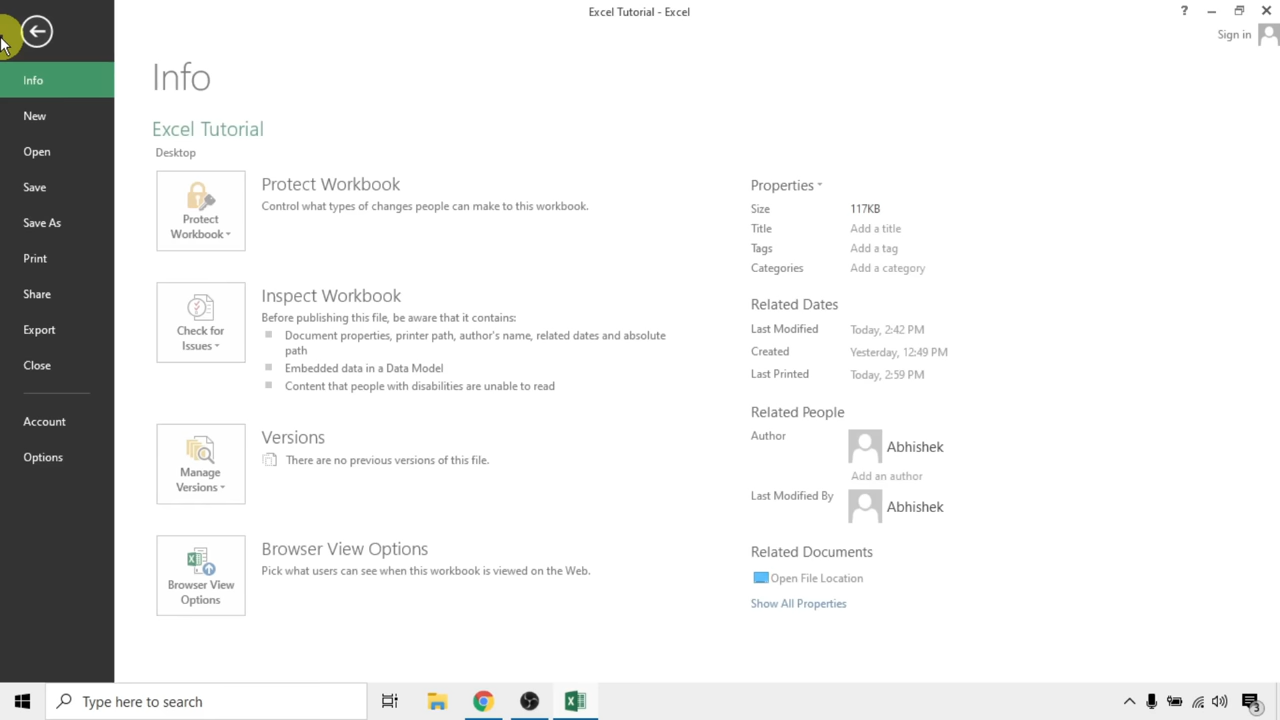 Excel Tutorial - Excel
?
Sign in
Info
New
Open
Save
Save As
Print
Share
Export
Close
Account
Options
Info
Excel Tutorial
Desktop
Protect
Workbook
Protect Workbook
Control what types of changes people can make to this workbook.
Check for
Issues
Inspect Workbook
Before publishing this file, be aware that it contains:
Document properties, printer path, author's name, related dates and absolute
path
Embedded data in a Data Model
Content that people with disabilities are unable to read
Manage
Versions
Versions
There are no previous versions of this file.
Browser View
Options
Browser View Options
Pick what users can see when this workbook is viewed on the Web.
Properties
Size 117KB
Title Add a title
Tags Add a tag
Categories Add a category
Related Dates
Last Modified Today, 2:42 PM
Created Yesterday, 12:49 PM
Last Printed Today, 2:59 PM
Related People
Author Abhishek
Add an author
Last Modified By Abhishek
Related Documents
Open File Location
Show All Properties
Type here to search
3